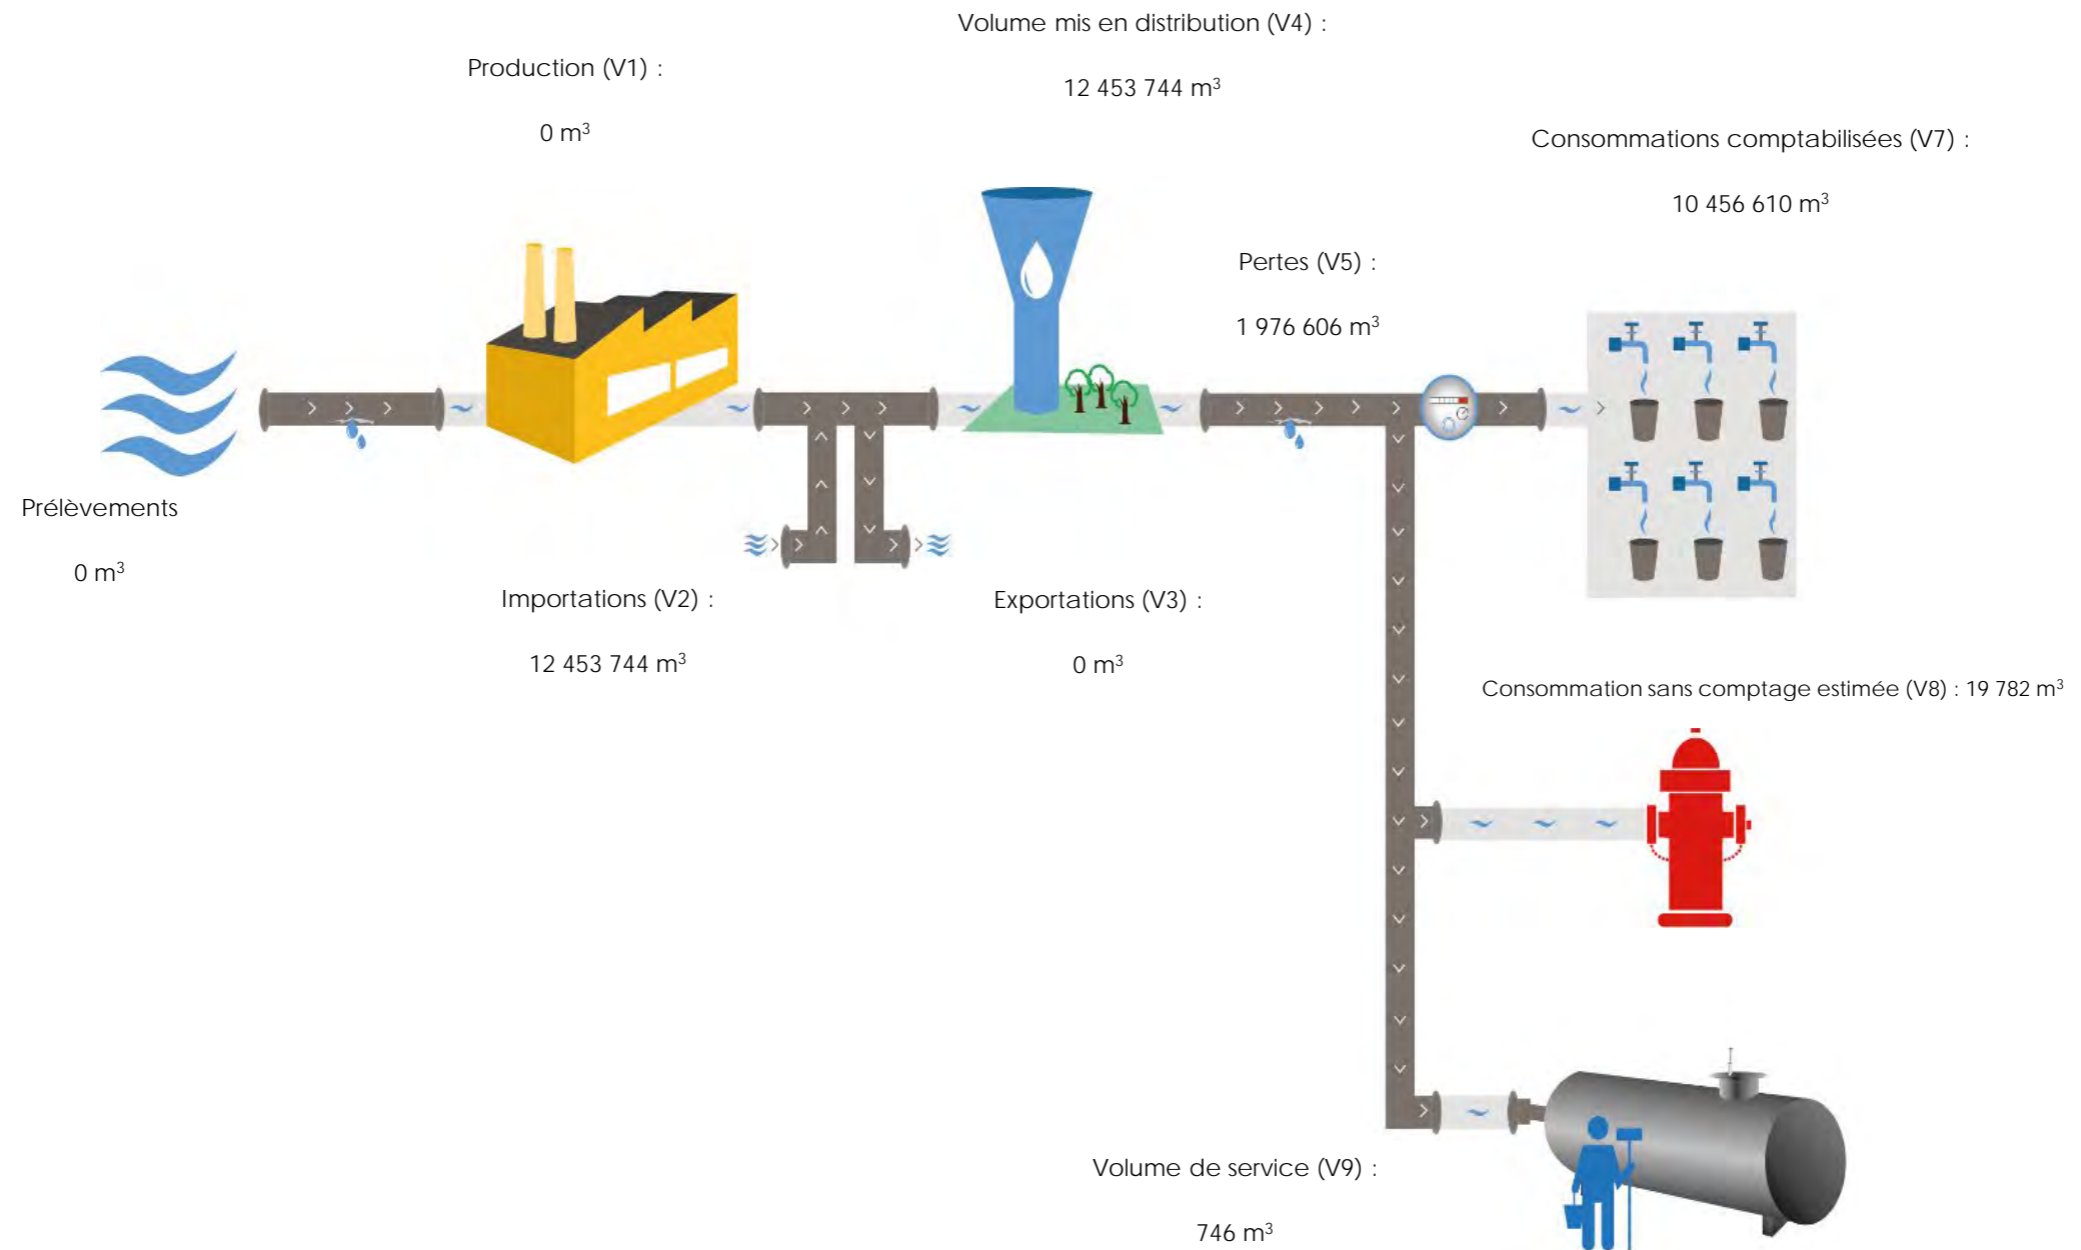 Volume mis en distribution (V4) :
12 453 744 m³
Production (V1) :
0 m³
Consommations comptabilisées (V7) :
10 456 610 m³
Pertes (V5) :
1 976 606 m³
Prélèvements
0 m³
Importations (V2) :
12 453 744 m³
Exportations (V3) :
0 m³
Consommation sans comptage estimée (V8) : 19 782 m³
Volume de service (V9) :
746 m³